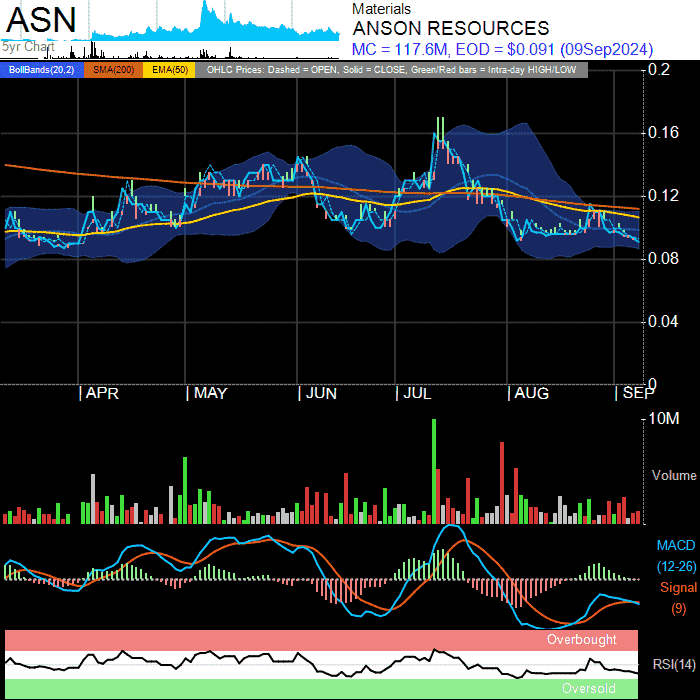 ASN
5yr Chart
Materials
ANSON RESOURCES
MC = 117.6M, EOD = $0.091 (09Sep2024)
BollBands(20,2) SMA(200) EMA(50) OHLC Prices: Dashed = OPEN, Solid = CLOSE, Green/Red bars = Intra-day HIGH/LOW
0.2
0.16
0.12
0.08
0.04
0
| APR | MAY | JUN | JUL | AUG | SEP
10M
Volume
MACD
(12-26)
Signal
(9)
Overbought
RSI(14)
Oversold